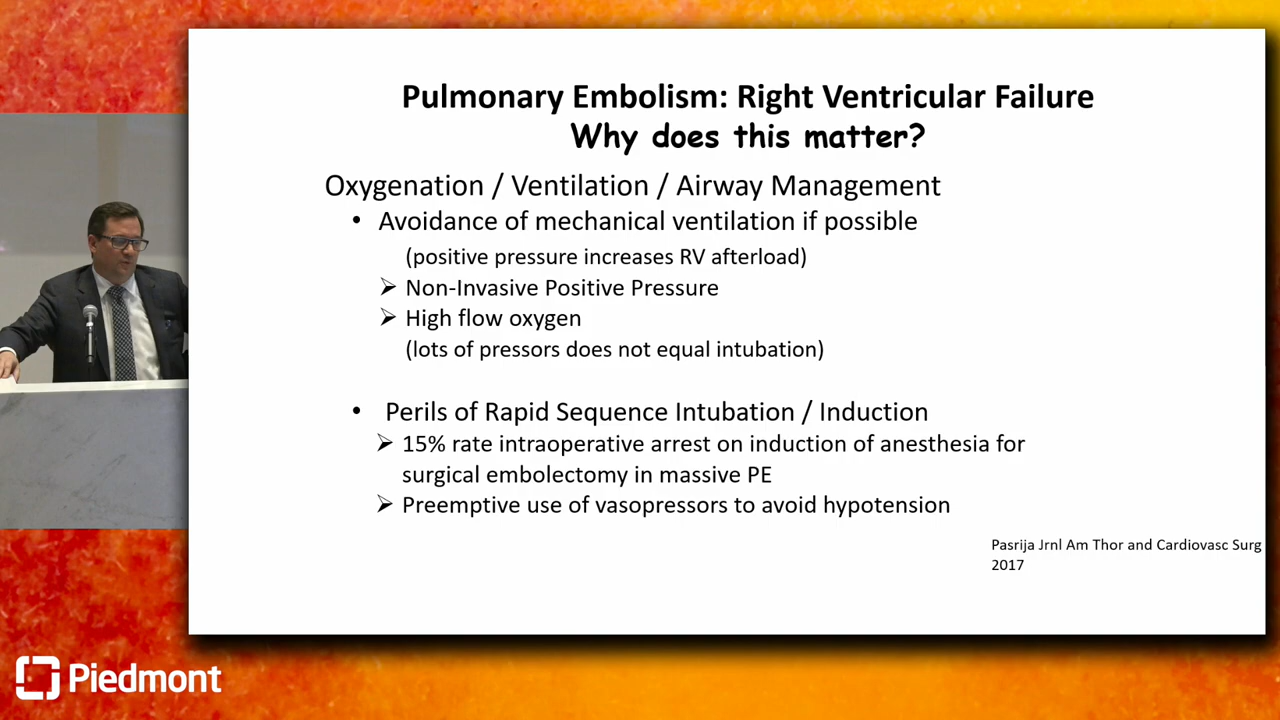 Pulmonary Embolism: Right Ventricular Failure
Why does this matter?
Oxygenation / Ventilation / Airway Management
• Avoidance of mechanical ventilation if possible
(positive pressure increases RV afterload)
➢ Non-Invasive Positive Pressure
➢ High flow oxygen
(lots of pressors does not equal intubation)
• Perils of Rapid Sequence Intubation / Induction
➢ 15% rate intraoperative arrest on induction of anesthesia for
surgical embolectomy in massive PE
➢ Preemptive use of vasopressors to avoid hypotension
Pasrija Jrnl Am Thor and Cardiovasc Surg
2017
Piedmont